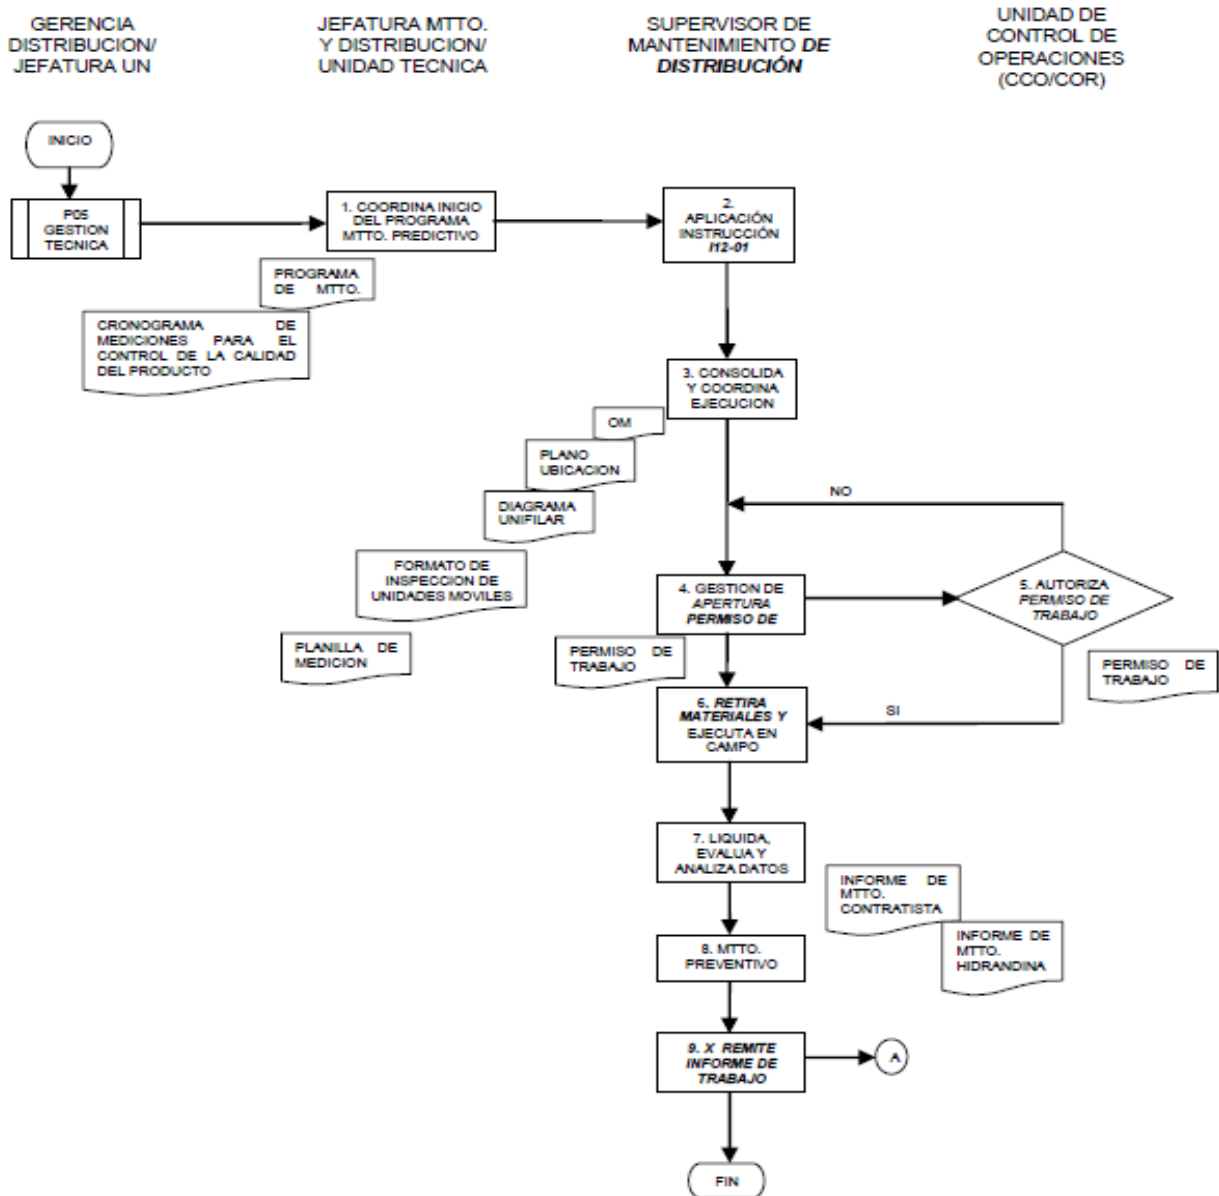 GERENCIA
DISTRIBUCION/
JEFATURA UN
JEFATURA MTTO.
Y DISTRIBUCION/
UNIDAD TECNICA
SUPERVISOR DE
MANTENIMIENTO DE
DISTRIBUCIÓN
UNIDAD DE
CONTROL DE
OPERACIONES
(CCO/COR)
INICIO
P05
GESTION
TECNICA
1. COORDINA INICIO
DEL PROGRAMA
MTTO. PREDICTIVO
2.
APLICACIÓN
INSTRUCCIÓN
I12-01
PROGRAMA
DE MTTO.
CRONOGRAMA DE
MEDICIONES PARA EL
CONTROL DE LA CALIDAD
DEL PRODUCTO
3. CONSOLIDA
Y COORDINA
EJECUCION
OM
PLANO
UBICACION
DIAGRAMA
UNIFILAR
NO
FORMATO DE
INSPECCION DE
UNIDADES MOVILES
4. GESTION DE
APERTURA
PERMISO DE
5. AUTORIZA
PERMISO DE
TRABAJO
PLANILLA DE
MEDICION
PERMISO DE
TRABAJO
PERMISO DE
TRABAJO
6. RETIRA
MATERIALES Y
EJECUTA EN
CAMPO
SI
7. LIQUIDA,
EVALUA Y
ANALIZA DATOS
INFORME DE
MTTO.
CONTRATISTA
INFORME DE
MTTO.
HIDRANDINA
8. MTTO.
PREVENTIVO
9. X REMITE
INFORME DE
TRABAJO
A
FIN